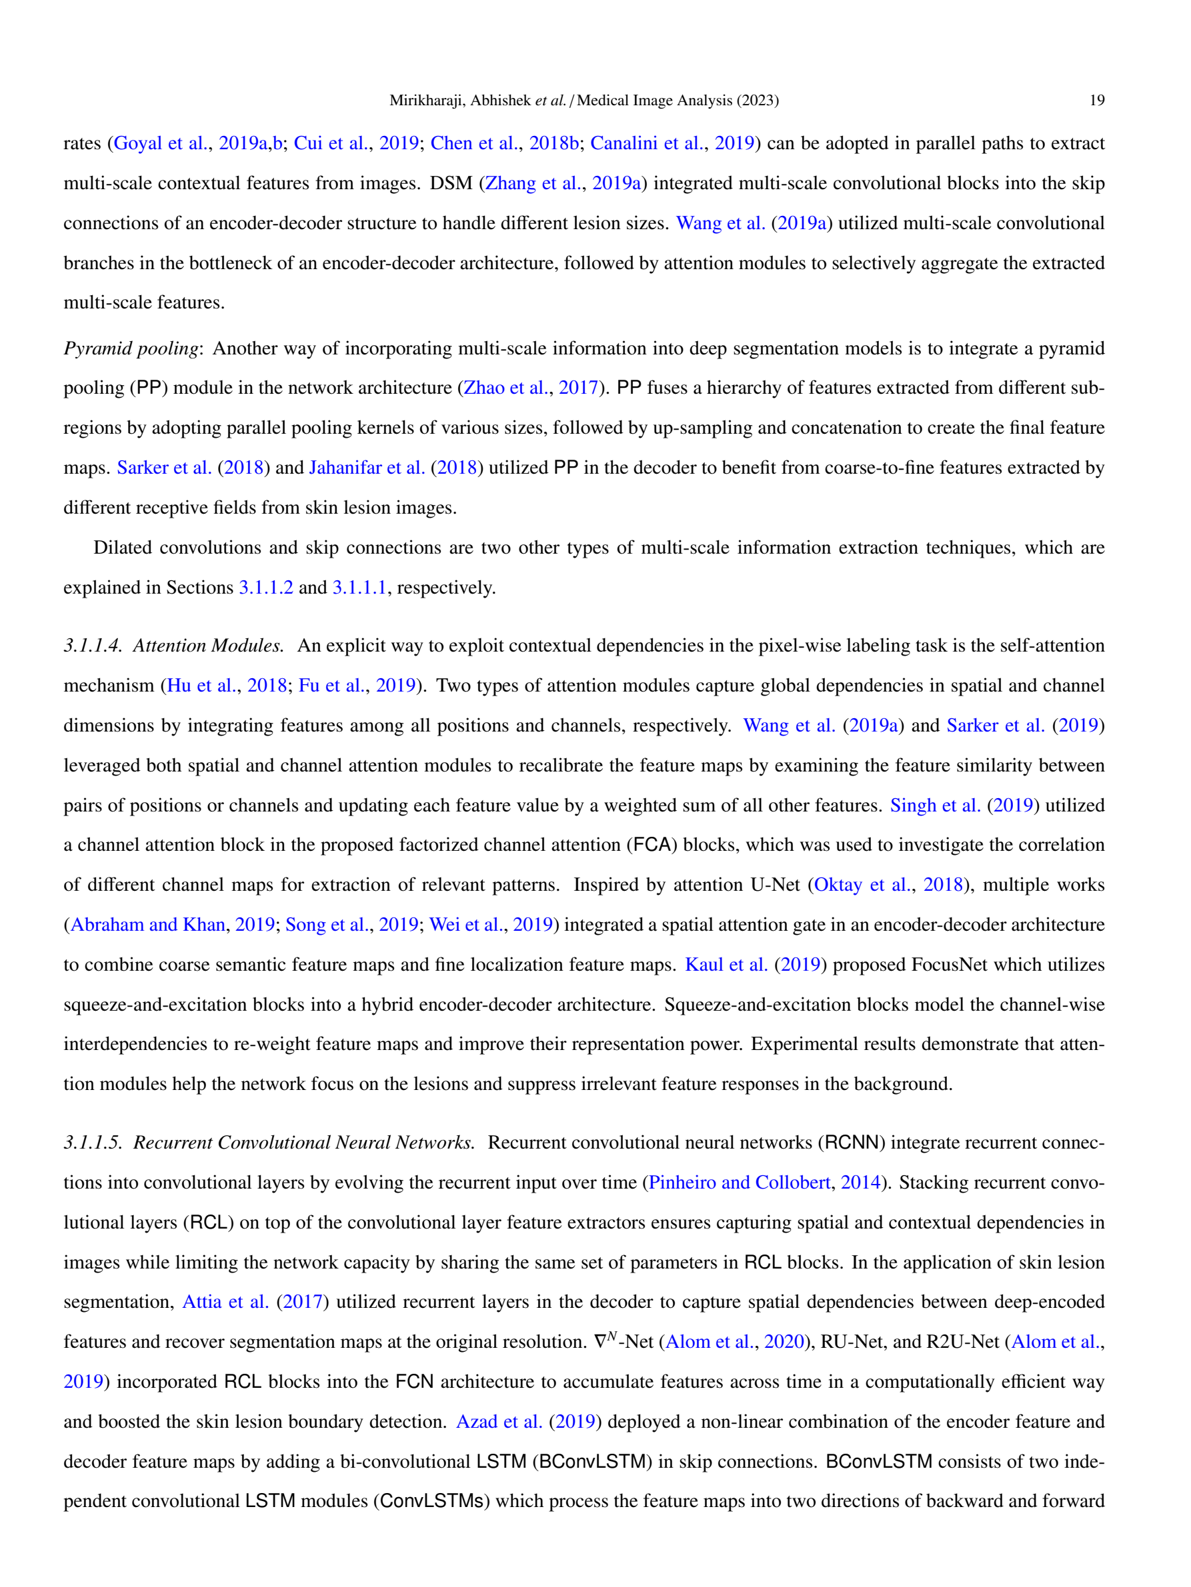 Mirikharaji, Abhishek et al. / Medical Image Analysis (2023) 19
rates (Goyal et al., 2019a,b; Cui et al., 2019; Chen et al., 2018b; Canalini et al., 2019) can be adopted in parallel paths to extract
multi-scale contextual features from images. DSM (Zhang et al., 2019a) integrated multi-scale convolutional blocks into the skip
connections of an encoder-decoder structure to handle different lesion sizes. Wang et al. (2019a) utilized multi-scale convolutional
branches in the bottleneck of an encoder-decoder architecture, followed by attention modules to selectively aggregate the extracted
multi-scale features.
Pyramid pooling: Another way of incorporating multi-scale information into deep segmentation models is to integrate a pyramid
pooling (PP) module in the network architecture (Zhao et al., 2017). PP fuses a hierarchy of features extracted from different sub-
regions by adopting parallel pooling kernels of various sizes, followed by up-sampling and concatenation to create the final feature
maps. Sarker et al. (2018) and Jahanifar et al. (2018) utilized PP in the decoder to benefit from coarse-to-fine features extracted by
different receptive fields from skin lesion images.
Dilated convolutions and skip connections are two other types of multi-scale information extraction techniques, which are
explained in Sections 3.1.1.2 and 3.1.1.1, respectively.
3.1.1.4. Attention Modules. An explicit way to exploit contextual dependencies in the pixel-wise labeling task is the self-attention
mechanism (Hu et al., 2018; Fu et al., 2019). Two types of attention modules capture global dependencies in spatial and channel
dimensions by integrating features among all positions and channels, respectively. Wang et al. (2019a) and Sarker et al. (2019)
leveraged both spatial and channel attention modules to recalibrate the feature maps by examining the feature similarity between
pairs of positions or channels and updating each feature value by a weighted sum of all other features. Singh et al. (2019) utilized
a channel attention block in the proposed factorized channel attention (FCA) blocks, which was used to investigate the correlation
of different channel maps for extraction of relevant patterns. Inspired by attention U-Net (Oktay et al., 2018), multiple works
(Abraham and Khan, 2019; Song et al., 2019; Wei et al., 2019) integrated a spatial attention gate in an encoder-decoder architecture
to combine coarse semantic feature maps and fine localization feature maps. Kaul et al. (2019) proposed FocusNet which utilizes
squeeze-and-excitation blocks into a hybrid encoder-decoder architecture. Squeeze-and-excitation blocks model the channel-wise
interdependencies to re-weight feature maps and improve their representation power. Experimental results demonstrate that atten-
tion modules help the network focus on the lesions and suppress irrelevant feature responses in the background.
3.1.1.5. Recurrent Convolutional Neural Networks. Recurrent convolutional neural networks (RCNN) integrate recurrent connec-
tions into convolutional layers by evolving the recurrent input over time (Pinheiro and Collobert, 2014). Stacking recurrent convo-
lutional layers (RCL) on top of the convolutional layer feature extractors ensures capturing spatial and contextual dependencies in
images while limiting the network capacity by sharing the same set of parameters in RCL blocks. In the application of skin lesion
segmentation, Attia et al. (2017) utilized recurrent layers in the decoder to capture spatial dependencies between deep-encoded
features and recover segmentation maps at the original resolution. ∇^N-Net (Alom et al., 2020), RU-Net, and R2U-Net (Alom et al.,
2019) incorporated RCL blocks into the FCN architecture to accumulate features across time in a computationally efficient way
and boosted the skin lesion boundary detection. Azad et al. (2019) deployed a non-linear combination of the encoder feature and
decoder feature maps by adding a bi-convolutional LSTM (BConvLSTM) in skip connections. BConvLSTM consists of two inde-
pendent convolutional LSTM modules (ConvLSTMs) which process the feature maps into two directions of backward and forward